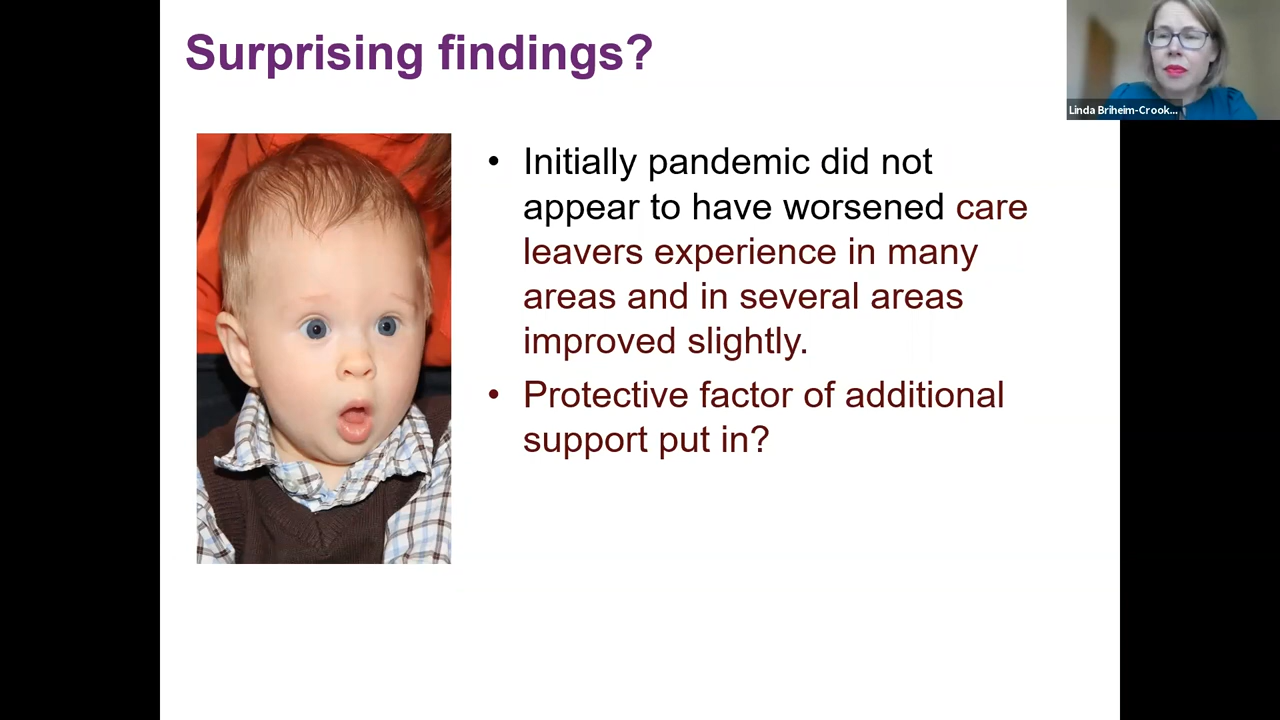 Surprising findings?
Linda Briheim-Crook...
• Initially pandemic did not
appear to have worsened care
leavers experience in many
areas and in several areas
improved slightly.
• Protective factor of additional
support put in?